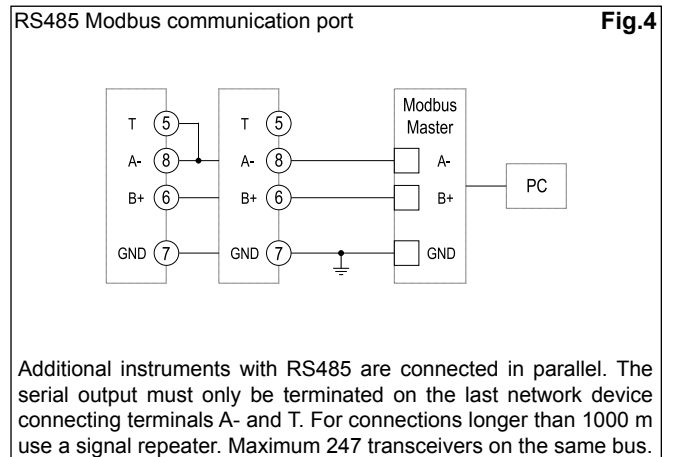 RS485 Modbus communication port Fig.4
Modbus
Master
T 5 T 5
A- 8 A- 8 A-
B+ 6 B+ 6 B+
PC
GND 7 GND 7 GND
Additional instruments with RS485 are connected in parallel. The
serial output must only be terminated on the last network device
connecting terminals A- and T. For connections longer than 1000 m
use a signal repeater. Maximum 247 transceivers on the same bus.